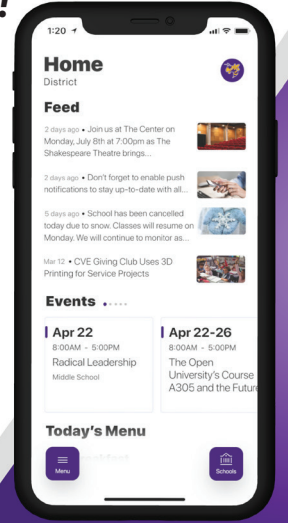 !
1:20
Home
District
Feed
2 days ago • Join us at The Center on
Monday, July 8th at 7:00pm as The
Shakespeare Theatre brings...
2 days ago • Don't forget to enable push
notifications to stay up-to-date with all...
5 days ago • School has been cancelled
today due to snow. Classes will resume on
Monday. We will continue to monitor as...
Mar 12 • CVE Giving Club Uses 3D
Printing for Service Projects
Events
Apr 22
8:00AM - 5:00PM
Radical Leadership
Middle School
Apr 22-26
8:00AM - 5:00PM
The Open
University's Course
A305 and the Future
Today's Menu
Menu
Schools